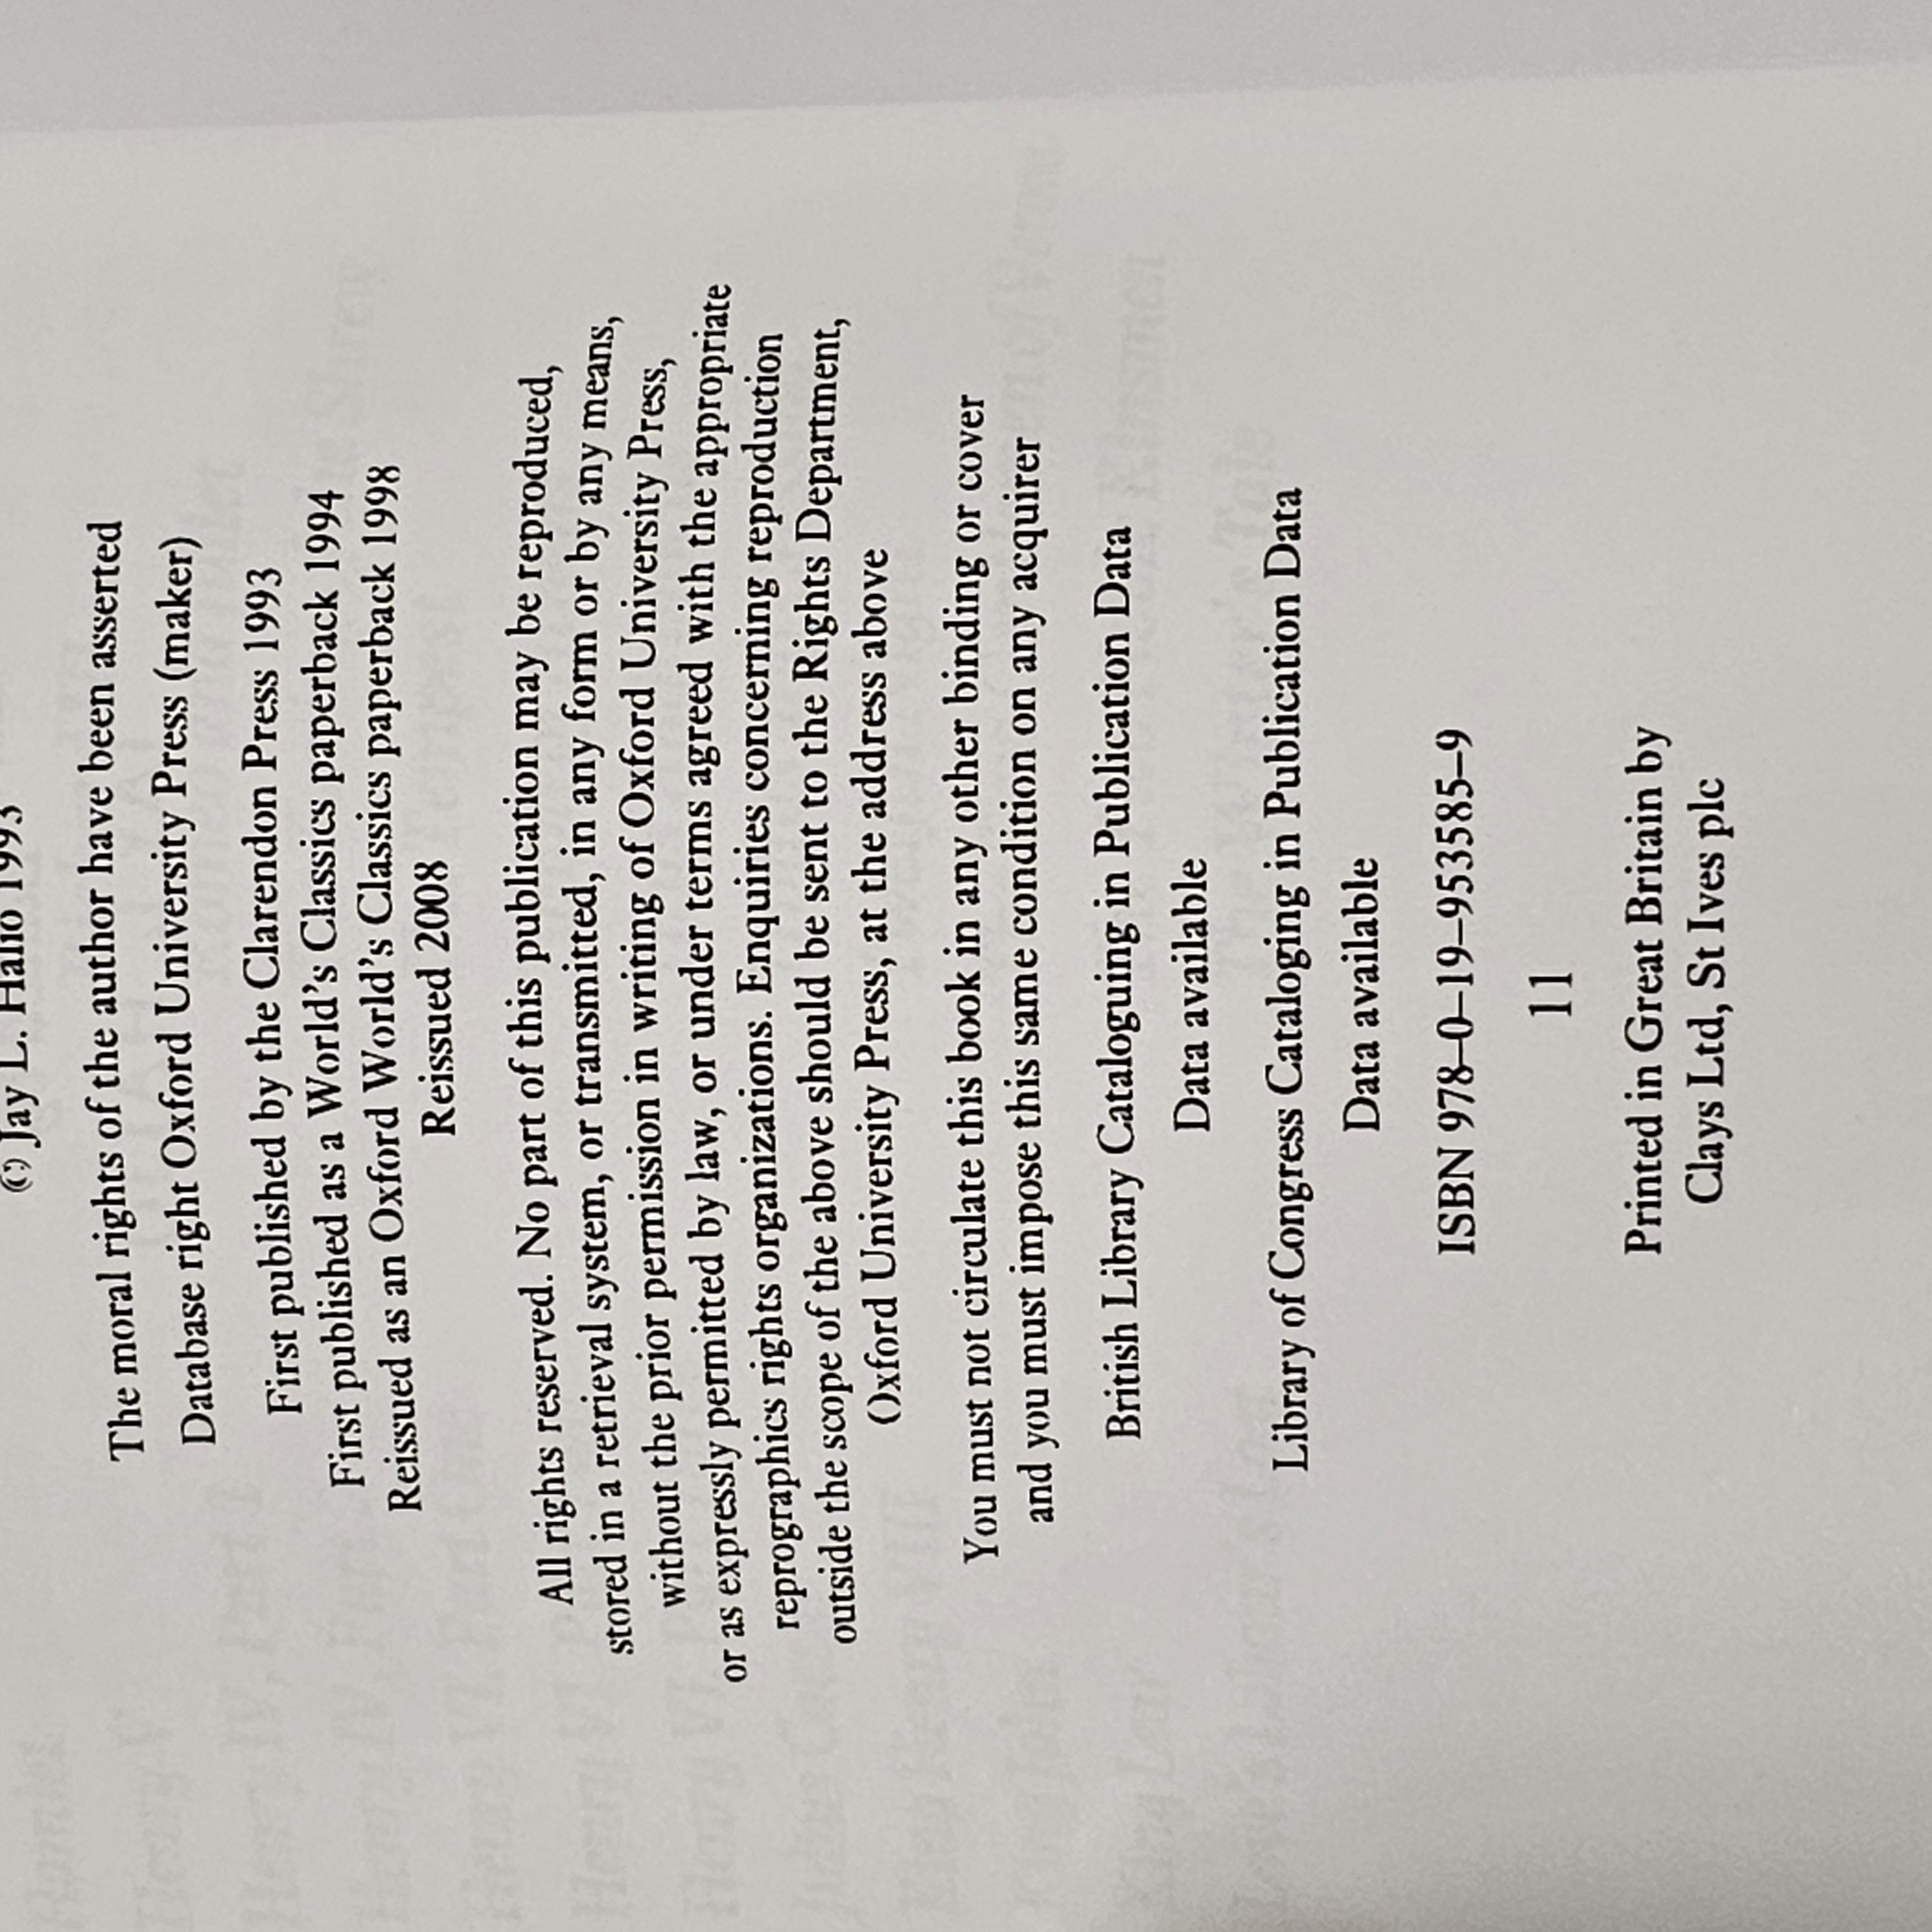 © Jay L. Halio 1993
The moral rights of the author have been asserted
Database right Oxford University Press (maker)
First published by the Clarendon Press 1993
First published as a World's Classics paperback 1994
Reissued as an Oxford World's Classics paperback 1998
Reissued 2008
All rights reserved. No part of this publication may be reproduced,
stored in a retrieval system, or transmitted, in any form or by any means,
without the prior permission in writing of Oxford University Press,
or as expressly permitted by law, or under terms agreed with the appropriate
reprographics rights organizations. Enquiries concerning reproduction
outside the scope of the above should be sent to the Rights Department,
Oxford University Press, at the address above
You must not circulate this book in any other binding or cover
and you must impose this same condition on any acquirer
British Library Cataloguing in Publication Data
Data available
Library of Congress Cataloging in Publication Data
Data available
ISBN 978–0–19–953585–9
11
Printed in Great Britain by
Clays Ltd, St Ives plc